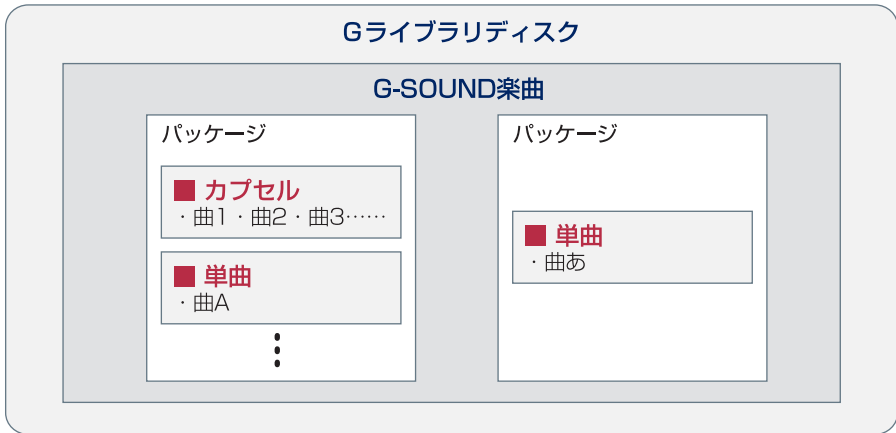 Gライブラリディスク
G-SOUND楽曲
パッケージ
■ カプセル
・曲1・曲2・曲3……
■ 単曲
・曲A
パッケージ
■ 単曲
・曲あ